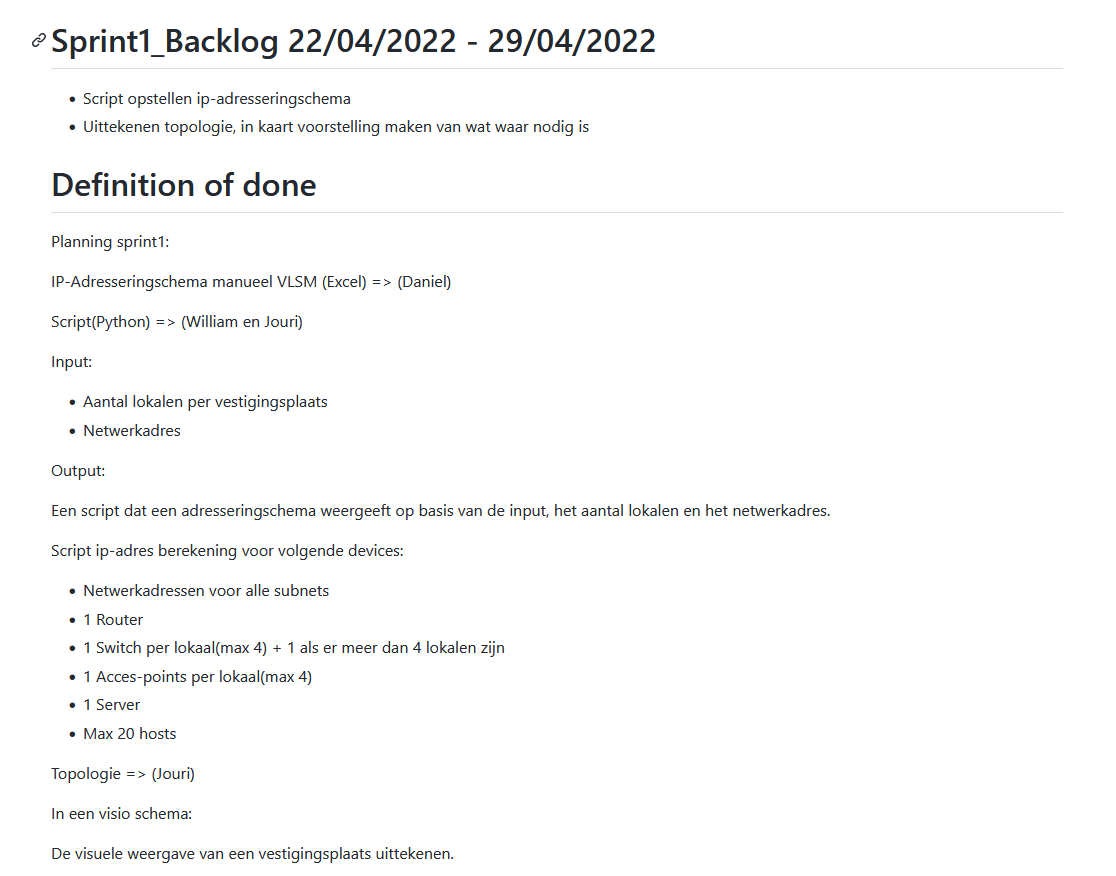 Sprint1_Backlog 22/04/2022 - 29/04/2022
Script opstellen ip-adresseringschema
Uittekenen topologie, in kaart voorstelling maken van wat waar nodig is
Definition of done
Planning sprint1:
IP-Adresseringschema manueel VLSM (Excel) => (Daniel)
Script(Python) => (William en Jouri)
Input:
Aantal lokalen per vestigingsplaats
Netwerkadres
Output:
Een script dat een adresseringschema weergeeft op basis van de input, het aantal lokalen en het netwerkadres.
Script ip-adres berekening voor volgende devices:
Netwerkadressen voor alle subnets
1 Router
1 Switch per lokaal(max 4) + 1 als er meer dan 4 lokalen zijn
1 Acces-points per lokaal(max 4)
1 Server
Max 20 hosts
Topologie => (Jouri)
In een visio schema:
De visuele weergave van een vestigingsplaats uittekenen.